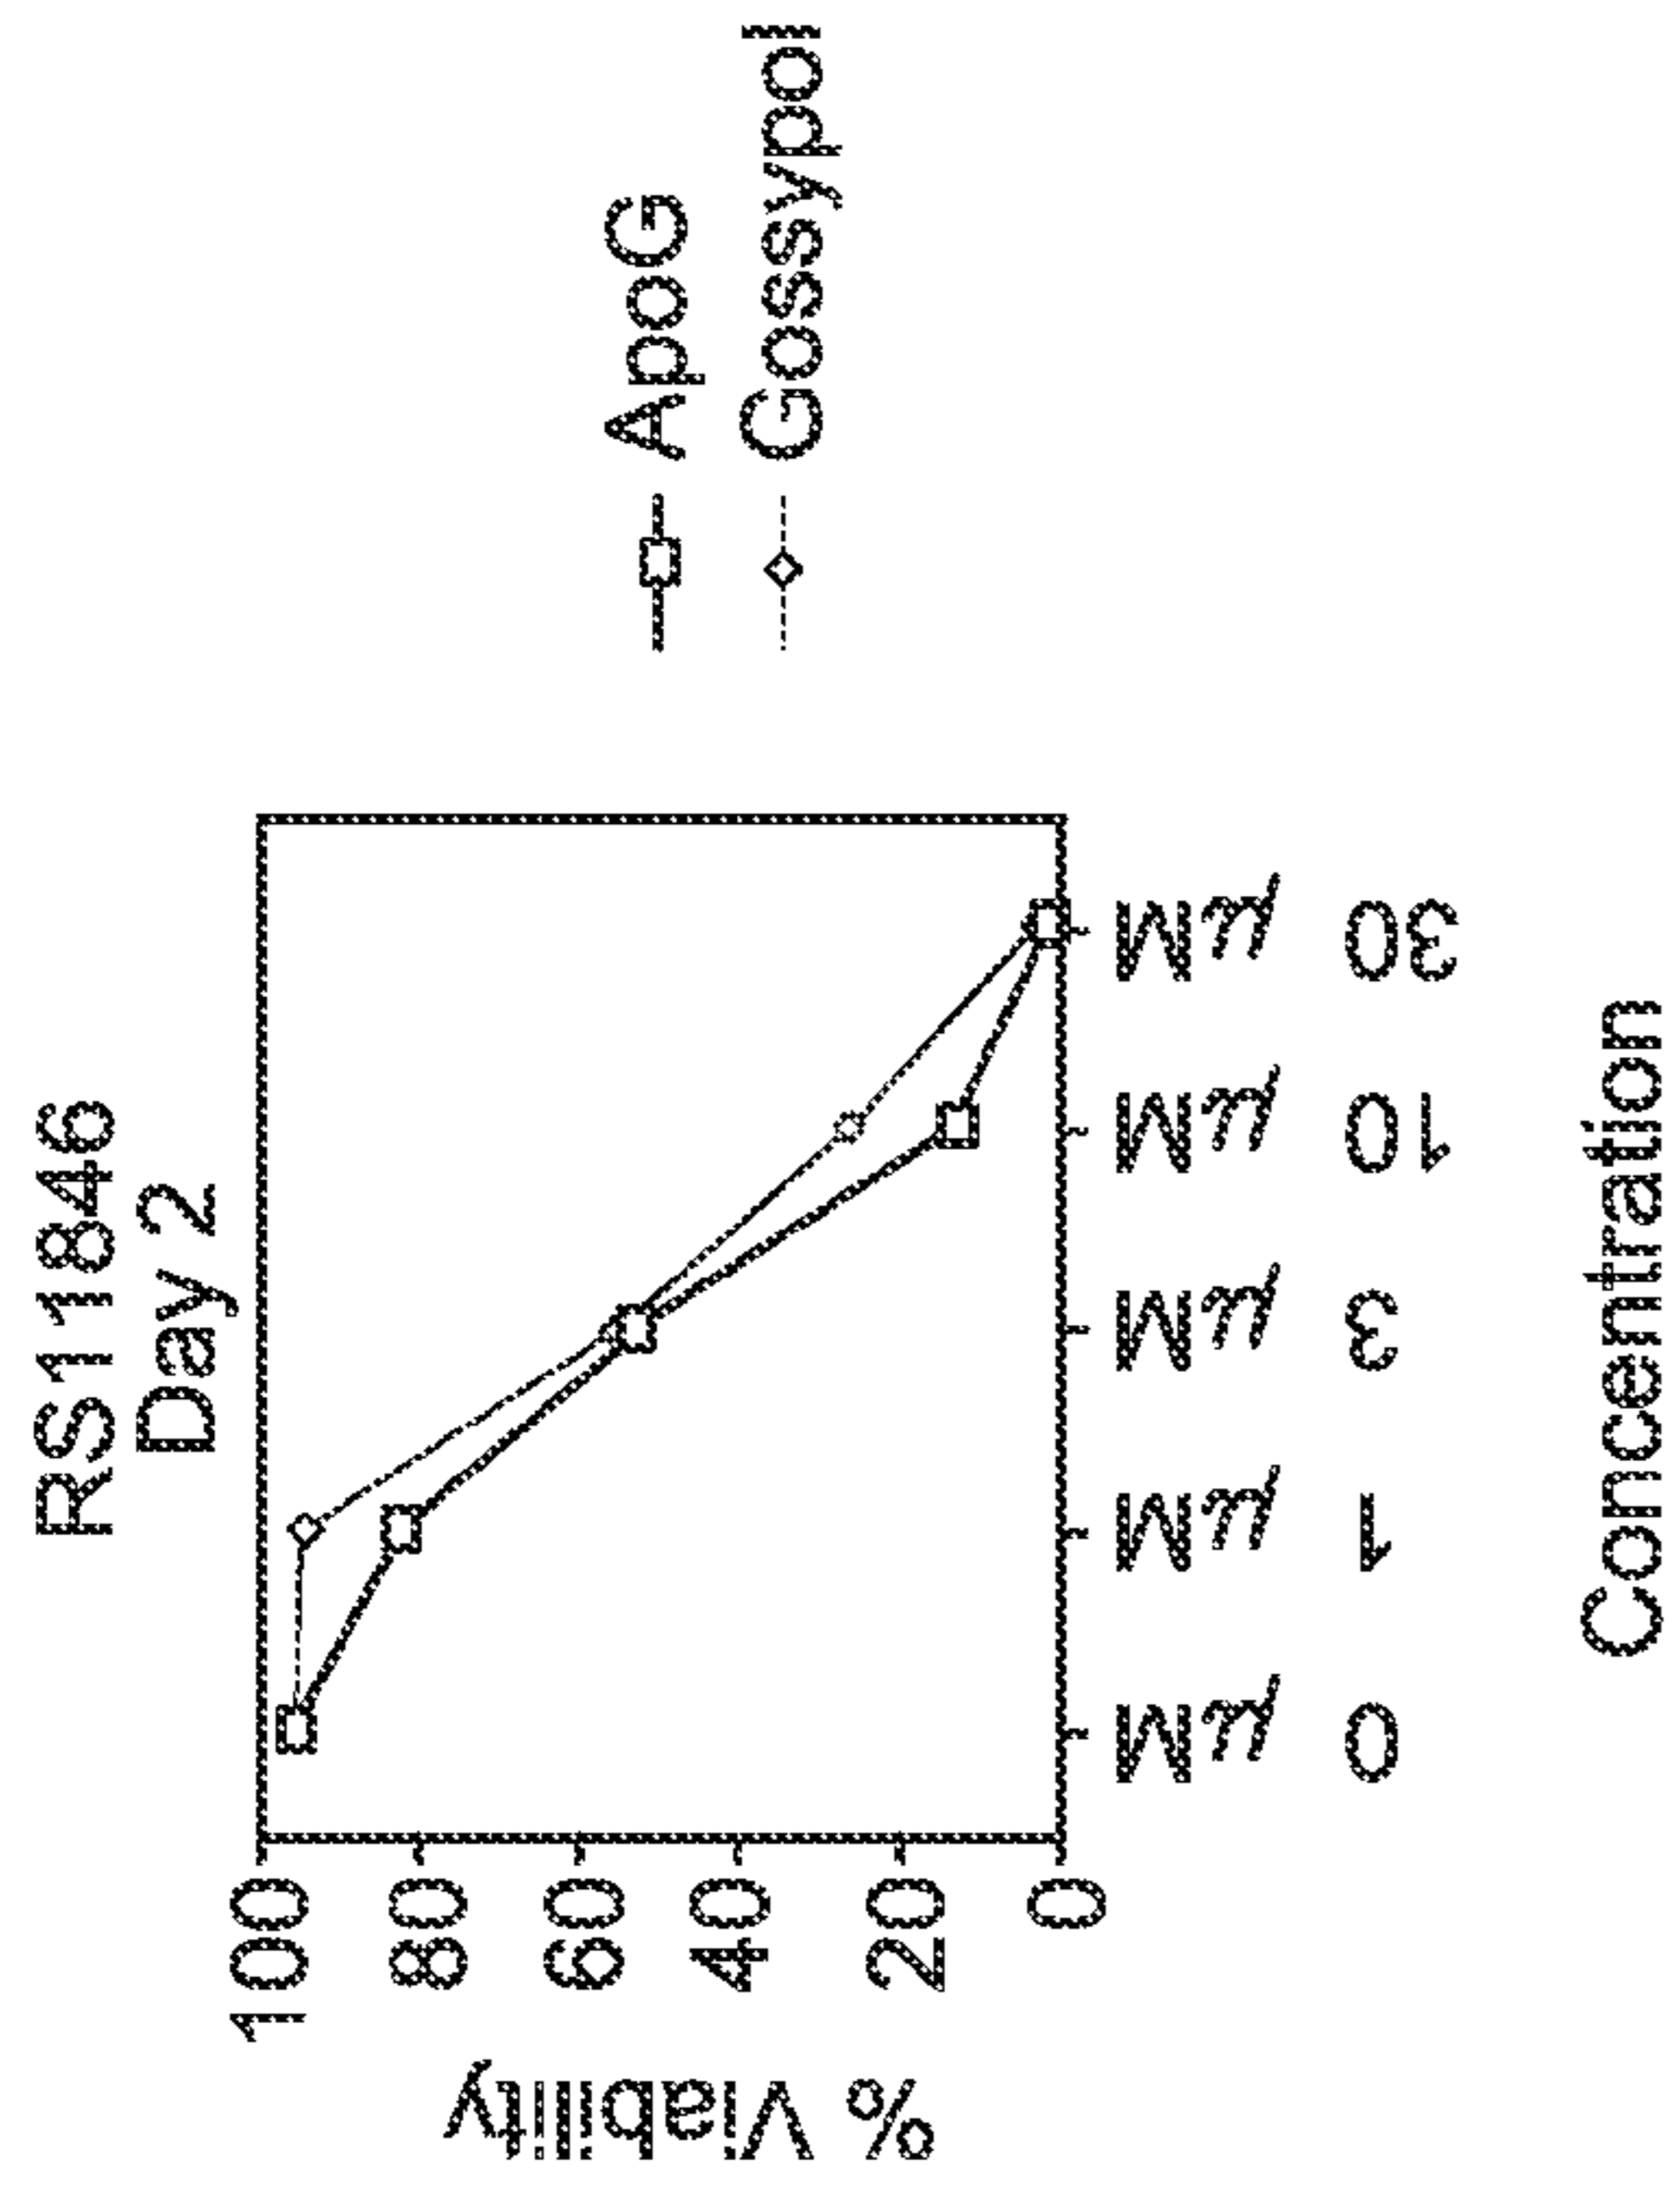 RS11846
Day 2
% Viability
100
80
60
40
20
0
0 µM
1 µM
3 µM
10 µM
30 µM
Concentration
ApoG
Gossypol